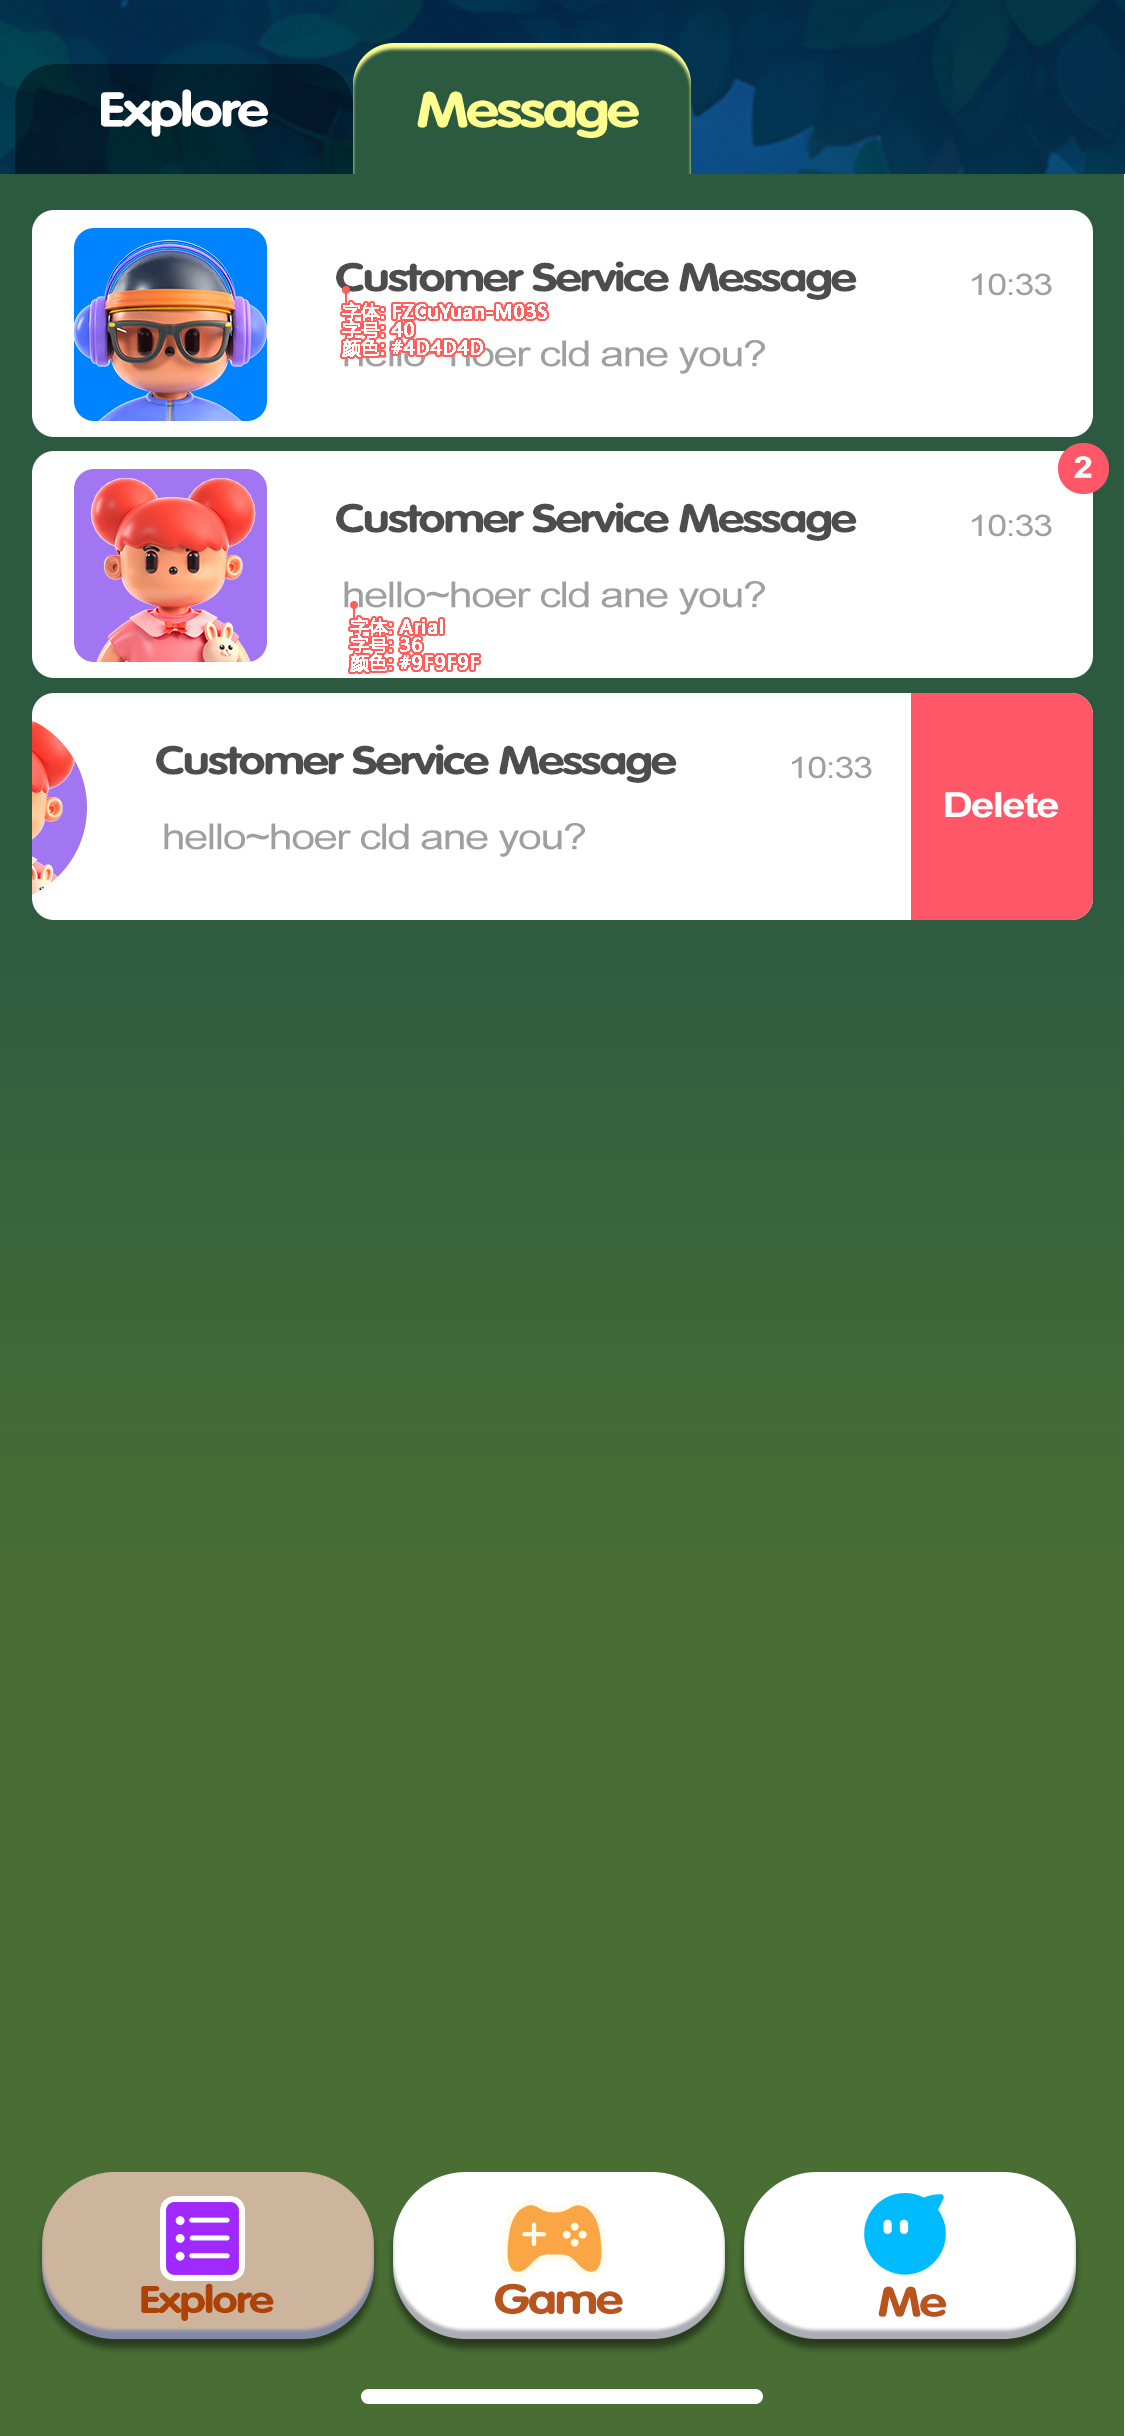 Explore
Message
Customer Service Message
10:33
字体: FZCuYuan-M03S
字号: 40
颜色: #4D4D4D
hello~hoer cld ane you?
2
Customer Service Message
10:33
hello~hoer cld ane you?
字体: Arial
字号: 36
颜色: #9F9F9F
Customer Service Message
10:33
hello~hoer cld ane you?
Delete
Explore
Game
Me